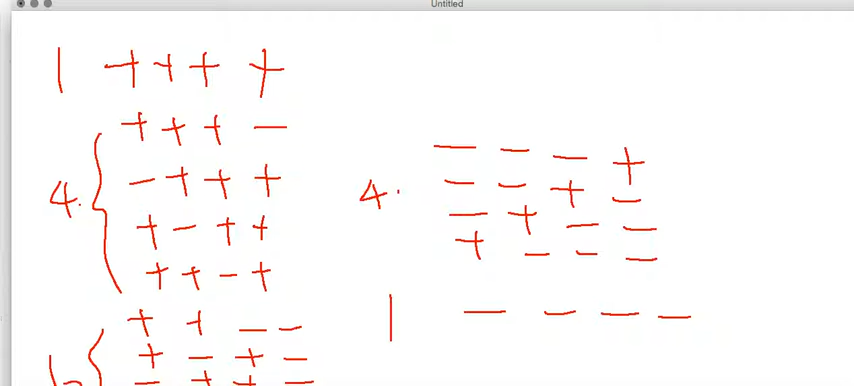 Untitled
1 + + + +
+ + + −
4. − + + +
+ − + +
+ + − +
+ + − −
+ − + −
− + + −
− − − +
4. − − + −
− + − −
+ − − −
1 − − − −